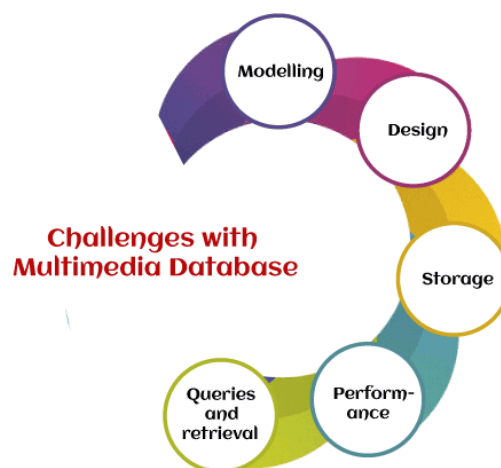 Modelling
Design
Challenges with
Multimedia Database
Storage
Perform-
ance
Queries
and
retrieval